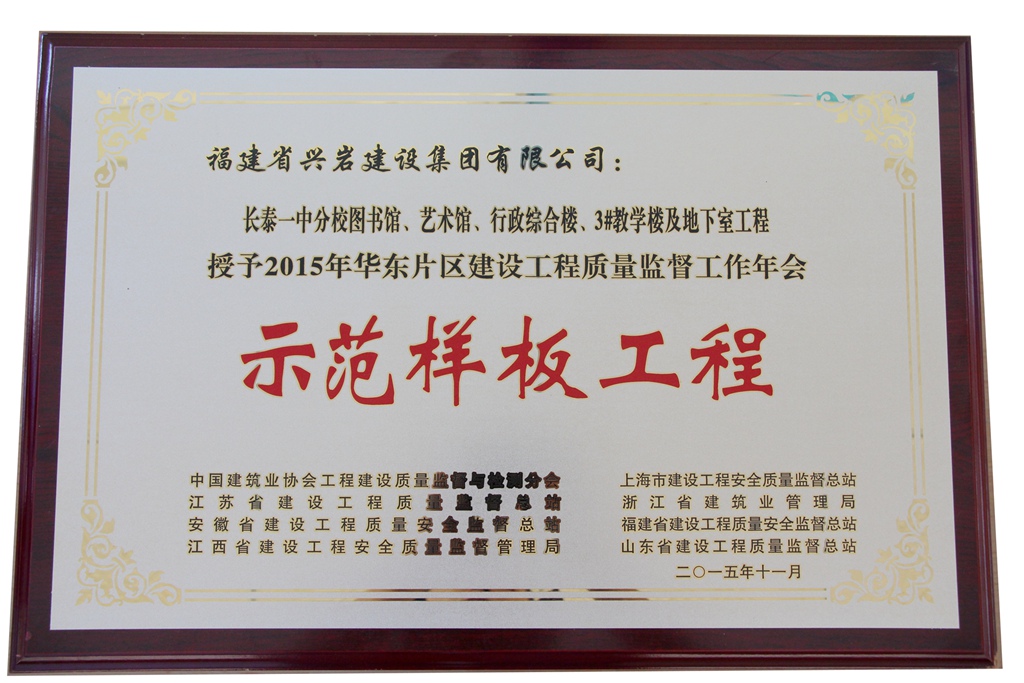 福建省兴岩建设集团有限公司：
长泰一中分校图书馆、艺术馆、行政综合楼、3#教学楼及地下室工程
授予2015年华东片区建设工程质量监督工作年会
示范样板工程
中国建筑业协会工程建设质量监督与检测分会
江苏省建设工程质量监督总站
安徽省建设工程质量安全监督总站
江西省建设工程安全质量监督管理局
上海市建设工程安全质量监督总站
浙江省建筑业管理局
福建省建设工程质量安全监督总站
山东省建设工程质量监督总站
二〇一五年十一月